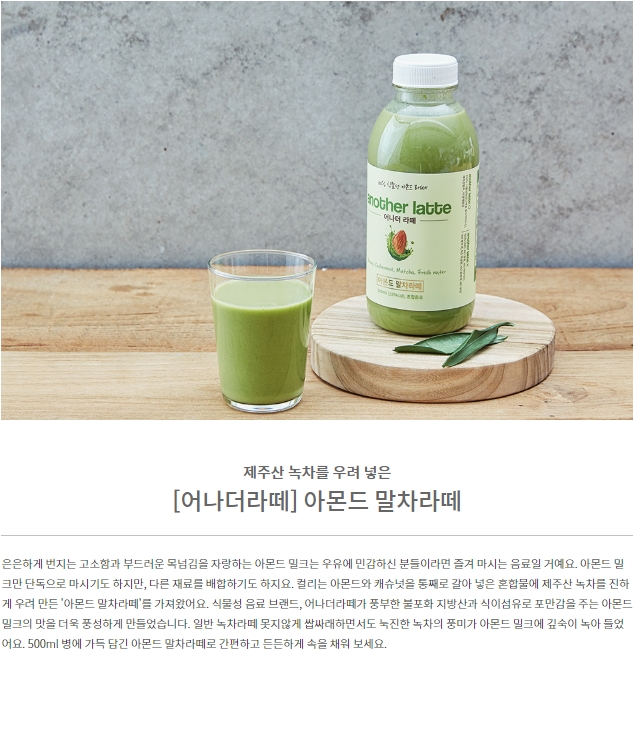 another latte
어나더 라떼
아몬드 말차라떼
제주산 녹차를 우려 넣은
[어나더라떼] 아몬드 말차라떼
은은하게 번지는 고소함과 부드러운 목넘김을 자랑하는 아몬드 밀크는 우유에 민감하신 분들이라면 즐겨 마시는 음료일 거예요. 아몬드 밀
크만 단독으로 마시기도 하지만, 다른 재료를 배합하기도 하지요. 컬리는 아몬드와 캐슈넛을 통째로 갈아 넣은 혼합물에 제주산 녹차를 진하
게 우려 만든 '아몬드 말차라떼'를 가져왔어요. 식물성 음료 브랜드, 어나더라떼가 풍부한 불포화 지방산과 식이섬유로 포만감을 주는 아몬드
밀크의 맛을 더욱 풍성하게 만들었습니다. 일반 녹차라떼 못지않게 쌉싸래하면서도 눅진한 녹차의 풍미가 아몬드 밀크에 깊숙이 녹아 들었
어요. 500ml 병에 가득 담긴 아몬드 말차라떼로 간편하고 든든하게 속을 채워 보세요.